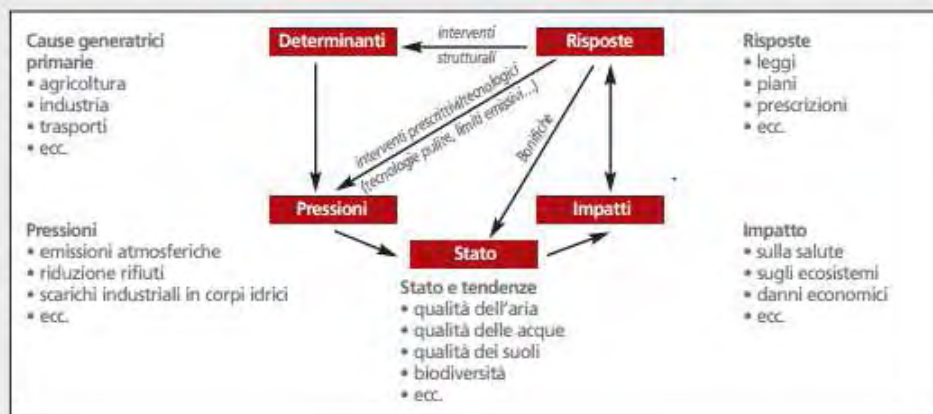 Cause generatrici
primarie
• agricoltura
• industria
• trasporti
• ecc.
Determinanti
interventi
strutturali
Risposte
Risposte
• leggi
• piani
• prescrizioni
• ecc.
interventi prescrittivi/tecnologici
(tecnologie pulite, limiti emissivi...)
Bonifiche
Pressioni
Impatti
Stato
Pressioni
• emissioni atmosferiche
• riduzione rifiuti
• scarichi industriali in corpi idrici
• ecc.
Stato e tendenze
• qualità dell'aria
• qualità delle acque
• qualità dei suoli
• biodiversità
• ecc.
Impatto
• sulla salute
• sugli ecosistemi
• danni economici
• ecc.